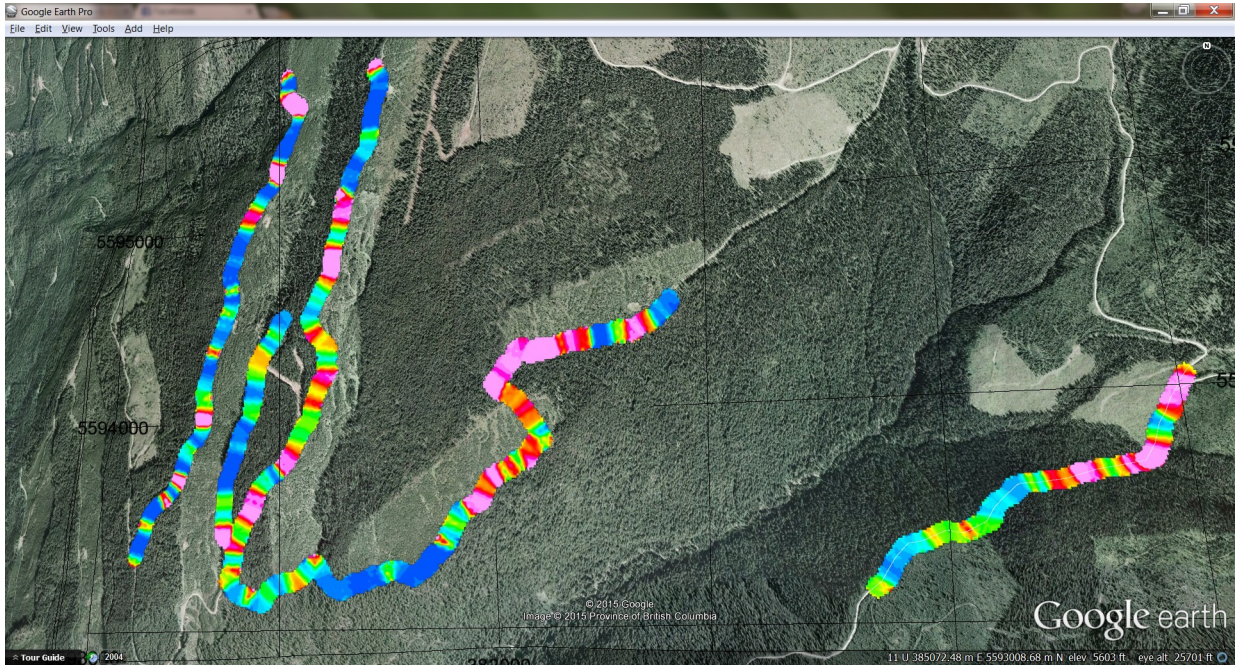 Google Earth Pro
File Edit View Tools Add Help
5595000
5594000
N
© 2015 Google
Image © 2015 Province of British Columbia
Google earth
Tour Guide
2004
11 U 385072.48 m E 5593008.68 m N elev 5603 ft eye alt 25701 ft